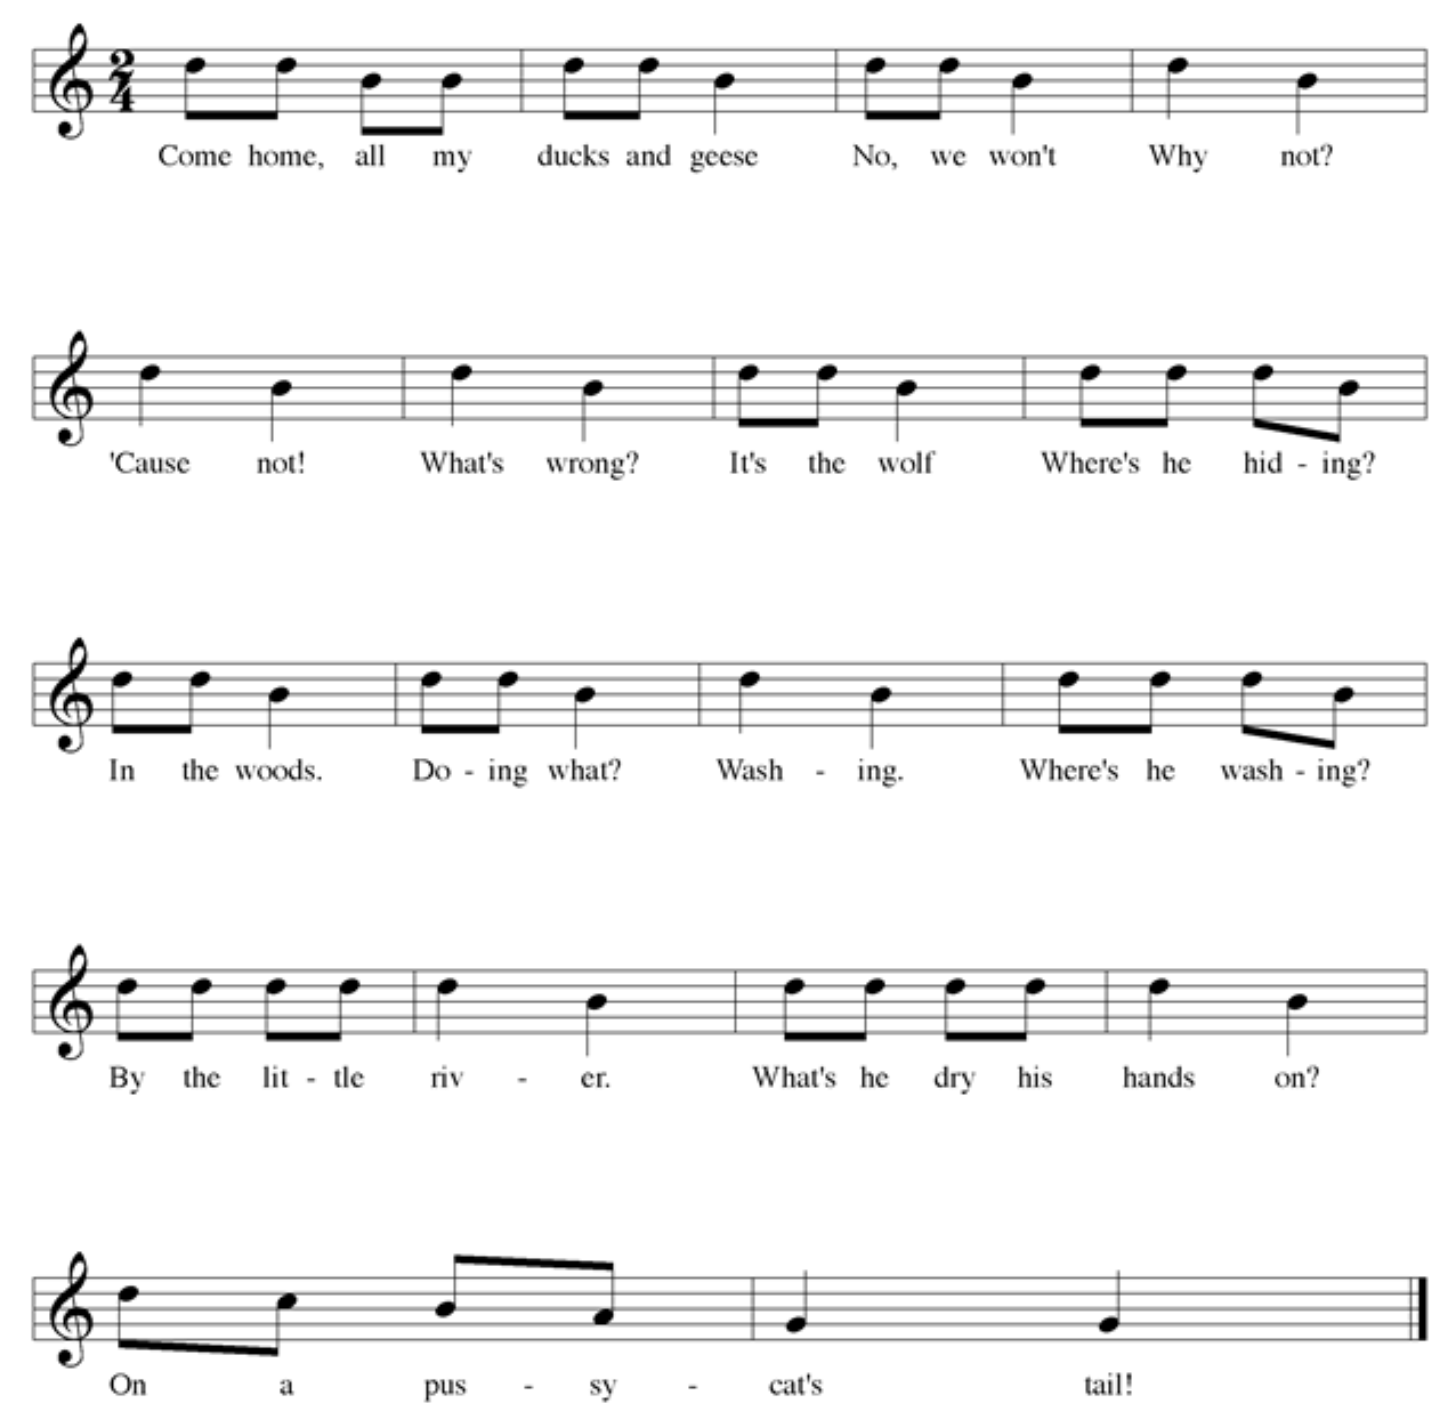 2
4
Come home, all my ducks and geese No, we won't Why not?
'Cause not! What's wrong? It's the wolf Where's he hid - ing?
In the woods. Do - ing what? Wash - ing. Where's he wash - ing?
By the lit - tle riv - er. What's he dry his hands on?
On a pus - sy - cat's tail!